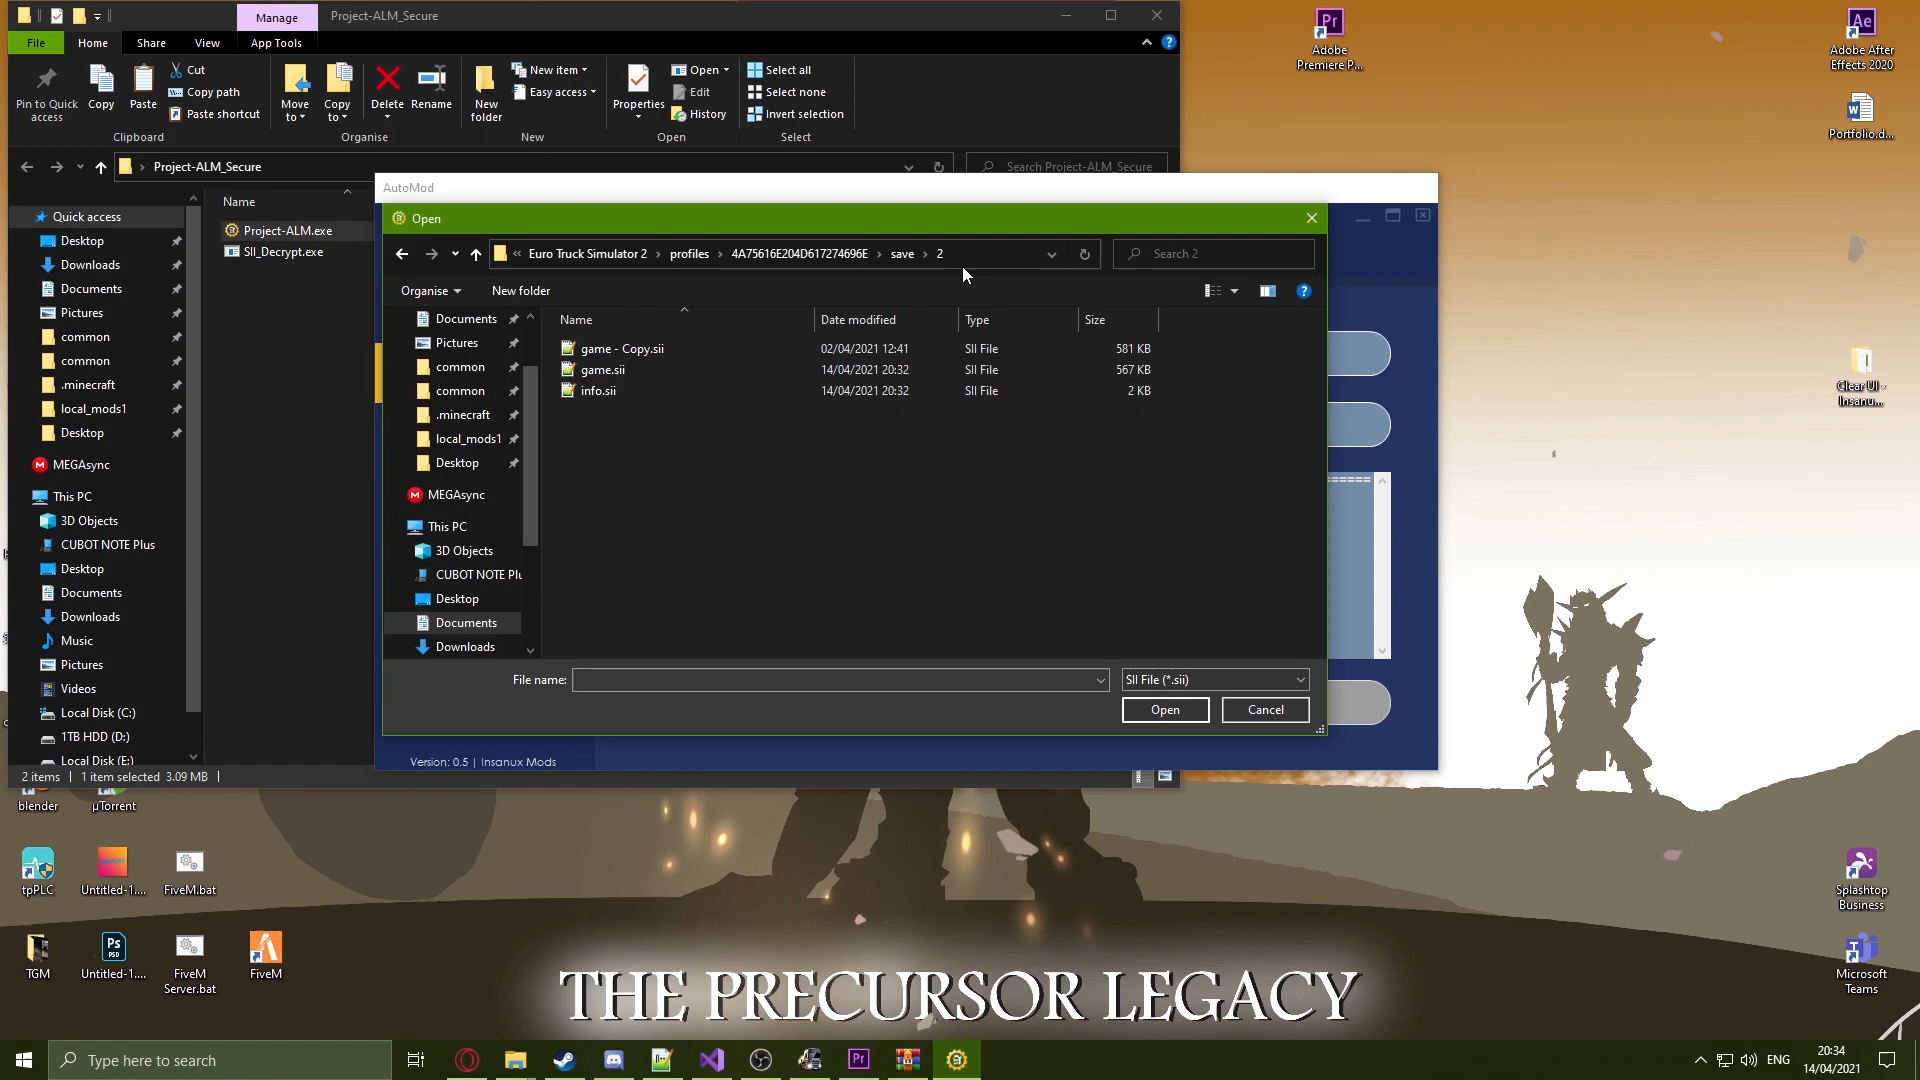 Manage
Project-ALM_Secure
File
Home
Share
View
App Tools
Pin to Quick
access
Copy
Paste
Cut
Copy path
Paste shortcut
Clipboard
Move
to
Copy
to
Delete
Rename
Organise
New
folder
New item
Easy access
New
Properties
Open
Edit
History
Open
Select all
Select none
Invert selection
Select
Project-ALM_Secure
Search Project-ALM_Secure
Quick access
Desktop
Downloads
Documents
Pictures
common
common
.minecraft
local_mods1
Desktop
MEGAsync
This PC
3D Objects
CUBOT NOTE Plus
Desktop
Documents
Downloads
Music
Pictures
Videos
Local Disk (C:)
1TB HDD (D:)
Local Disk (E:)
Name
Project-ALM.exe
SII_Decrypt.exe
2 items
1 item selected 3.09 MB
AutoMod
Open
« Euro Truck Simulator 2 › profiles › 4A75616E204D617274696E › save › 2
Search 2
Organise
New folder
Documents
Pictures
common
common
.minecraft
local_mods1
Desktop
MEGAsync
This PC
3D Objects
CUBOT NOTE Plu
Desktop
Documents
Downloads
Name
Date modified
Type
Size
game - Copy.sii
02/04/2021 12:41
SII File
581 KB
game.sii
14/04/2021 20:32
SII File
567 KB
info.sii
14/04/2021 20:32
SII File
2 KB
File name:
SII File (*.sii)
Open
Cancel
======
Version: 0.5 | Insanux Mods
Adobe
Premiere P...
Adobe After
Effects 2020
Portfolio.d...
Clear UI -
Insanu...
blender
µTorrent
tpPLC
Untitled-1....
FiveM.bat
TGM
Untitled-1....
FiveM
Server.bat
FiveM
Splashtop
Business
Microsoft
Teams
THE PRECURSOR LEGACY
Type here to search
ENG
20:34
14/04/2021